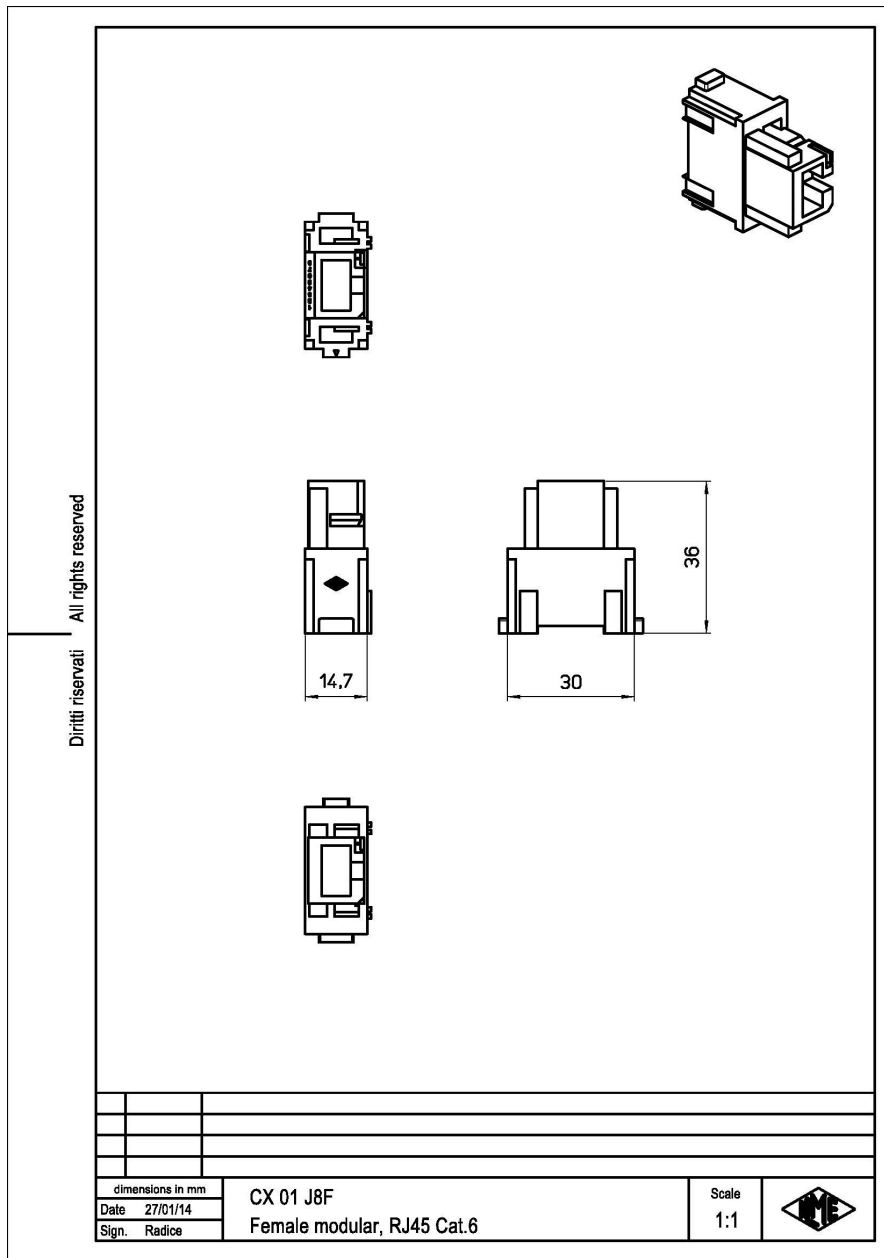 14,7
30
36
All rights reserved
Diritti riservati
dimensions in mm
Date 27/01/14
Sign. Radice
CX 01 J8F
Female modular, RJ45 Cat.6
Scale
1:1